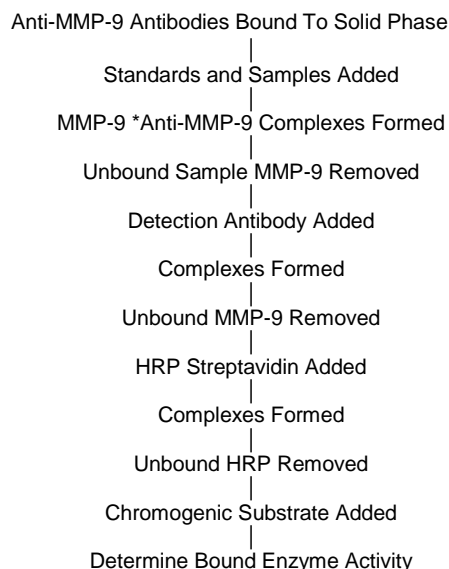 Anti-MMP-9 Antibodies Bound To Solid Phase
Standards and Samples Added
MMP-9 *Anti-MMP-9 Complexes Formed
Unbound Sample MMP-9 Removed
Detection Antibody Added
Complexes Formed
Unbound MMP-9 Removed
HRP Streptavidin Added
Complexes Formed
Unbound HRP Removed
Chromogenic Substrate Added
Determine Bound Enzyme Activity